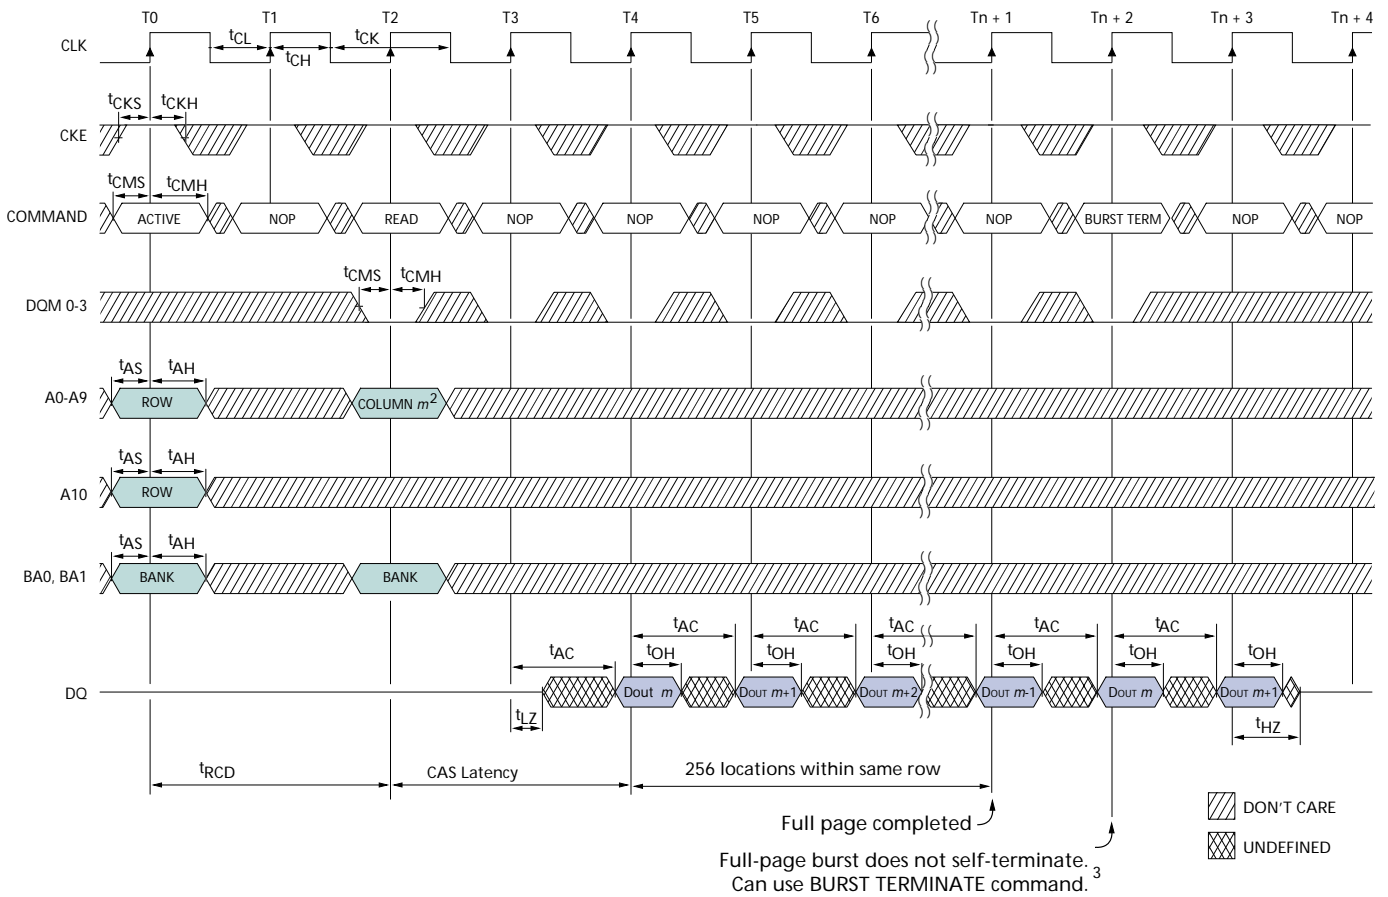 T0 T1 T2 T3 T4 T5 T6 Tn + 1 Tn + 2 Tn + 3 Tn + 4
CLK tCL tCH tCK
tCKS tCKH
CKE
tCMS tCMH
COMMAND ACTIVE NOP READ NOP NOP NOP NOP NOP BURST TERM NOP NOP
tCMS tCMH
DQM 0-3
tAS tAH
A0-A9 ROW COLUMN m2
tAS tAH
A10 ROW
tAS tAH
BA0, BA1 BANK BANK
tAC tAC tAC tAC tAC
tAC tOH tOH tOH tOH tOH tOH
DQ Dout m DOUT m+1 DOUT m+2 DOUT m-1 DOUT m DOUT m+1
tLZ tHZ
tRCD CAS Latency 256 locations within same row
Full page completed
Full-page burst does not self-terminate.
Can use BURST TERMINATE command. 3
DON'T CARE
UNDEFINED